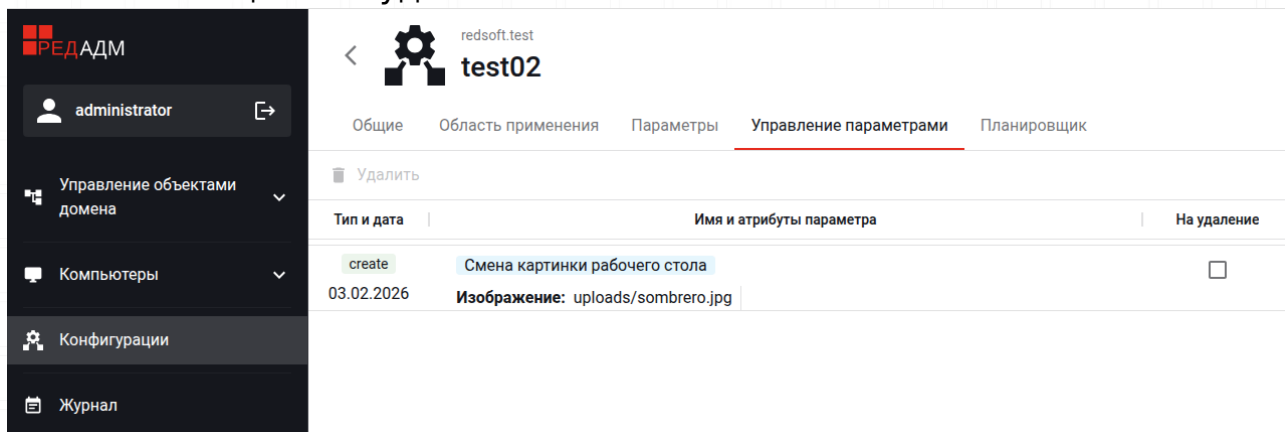 РЕДАДМ
redsoft.test
test02
administrator
Общие Область применения Параметры Управление параметрами Планировщик
Удалить
Управление объектами
домена
Тип и дата Имя и атрибуты параметра На удаление
Компьютеры
create Смена картинки рабочего стола
03.02.2026 Изображение: uploads/sombrero.jpg
Конфигурации
Журнал